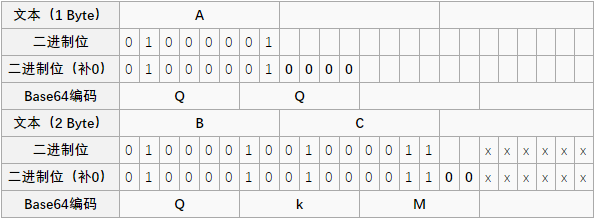 文本（1 Byte） A
二进制位 0 1 0 0 0 0 0 1
二进制位（补0） 0 1 0 0 0 0 0 1 0 0 0 0
Base64编码 Q Q
文本（2 Byte） B C
二进制位 0 1 0 0 0 0 1 0 0 1 0 0 0 0 1 1 x x x x x x
二进制位（补0） 0 1 0 0 0 0 1 0 0 1 0 0 0 0 1 1 0 0 x x x x x x
Base64编码 Q k M